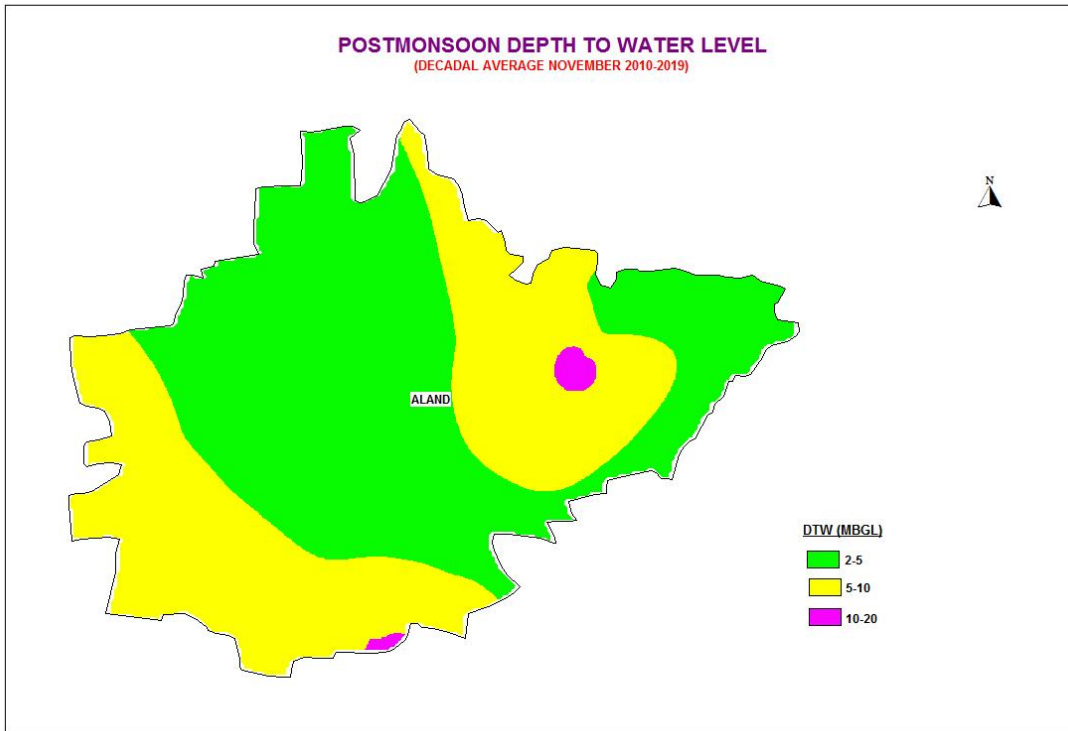 POSTMONSOON DEPTH TO WATER LEVEL
(DECADAL AVERAGE NOVEMBER 2010-2019)
N
ALAND
DTW (MBGL)
2-5
5-10
10-20